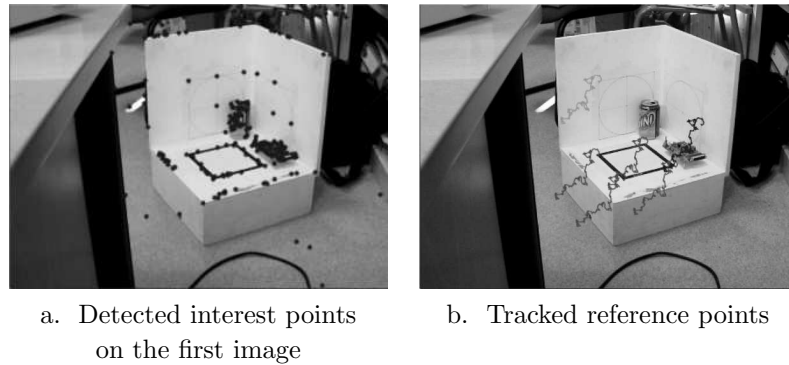 a. Detected interest points
on the first image
b. Tracked reference points